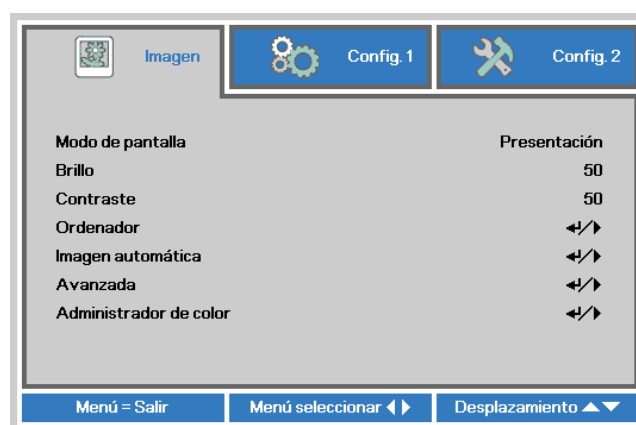 Imagen Config. 1 Config. 2
Modo de pantalla Presentación
Brillo 50
Contraste 50
Ordenador
Imagen automática
Avanzada
Administrador de color
Menú = Salir Menú seleccionar Desplazamiento